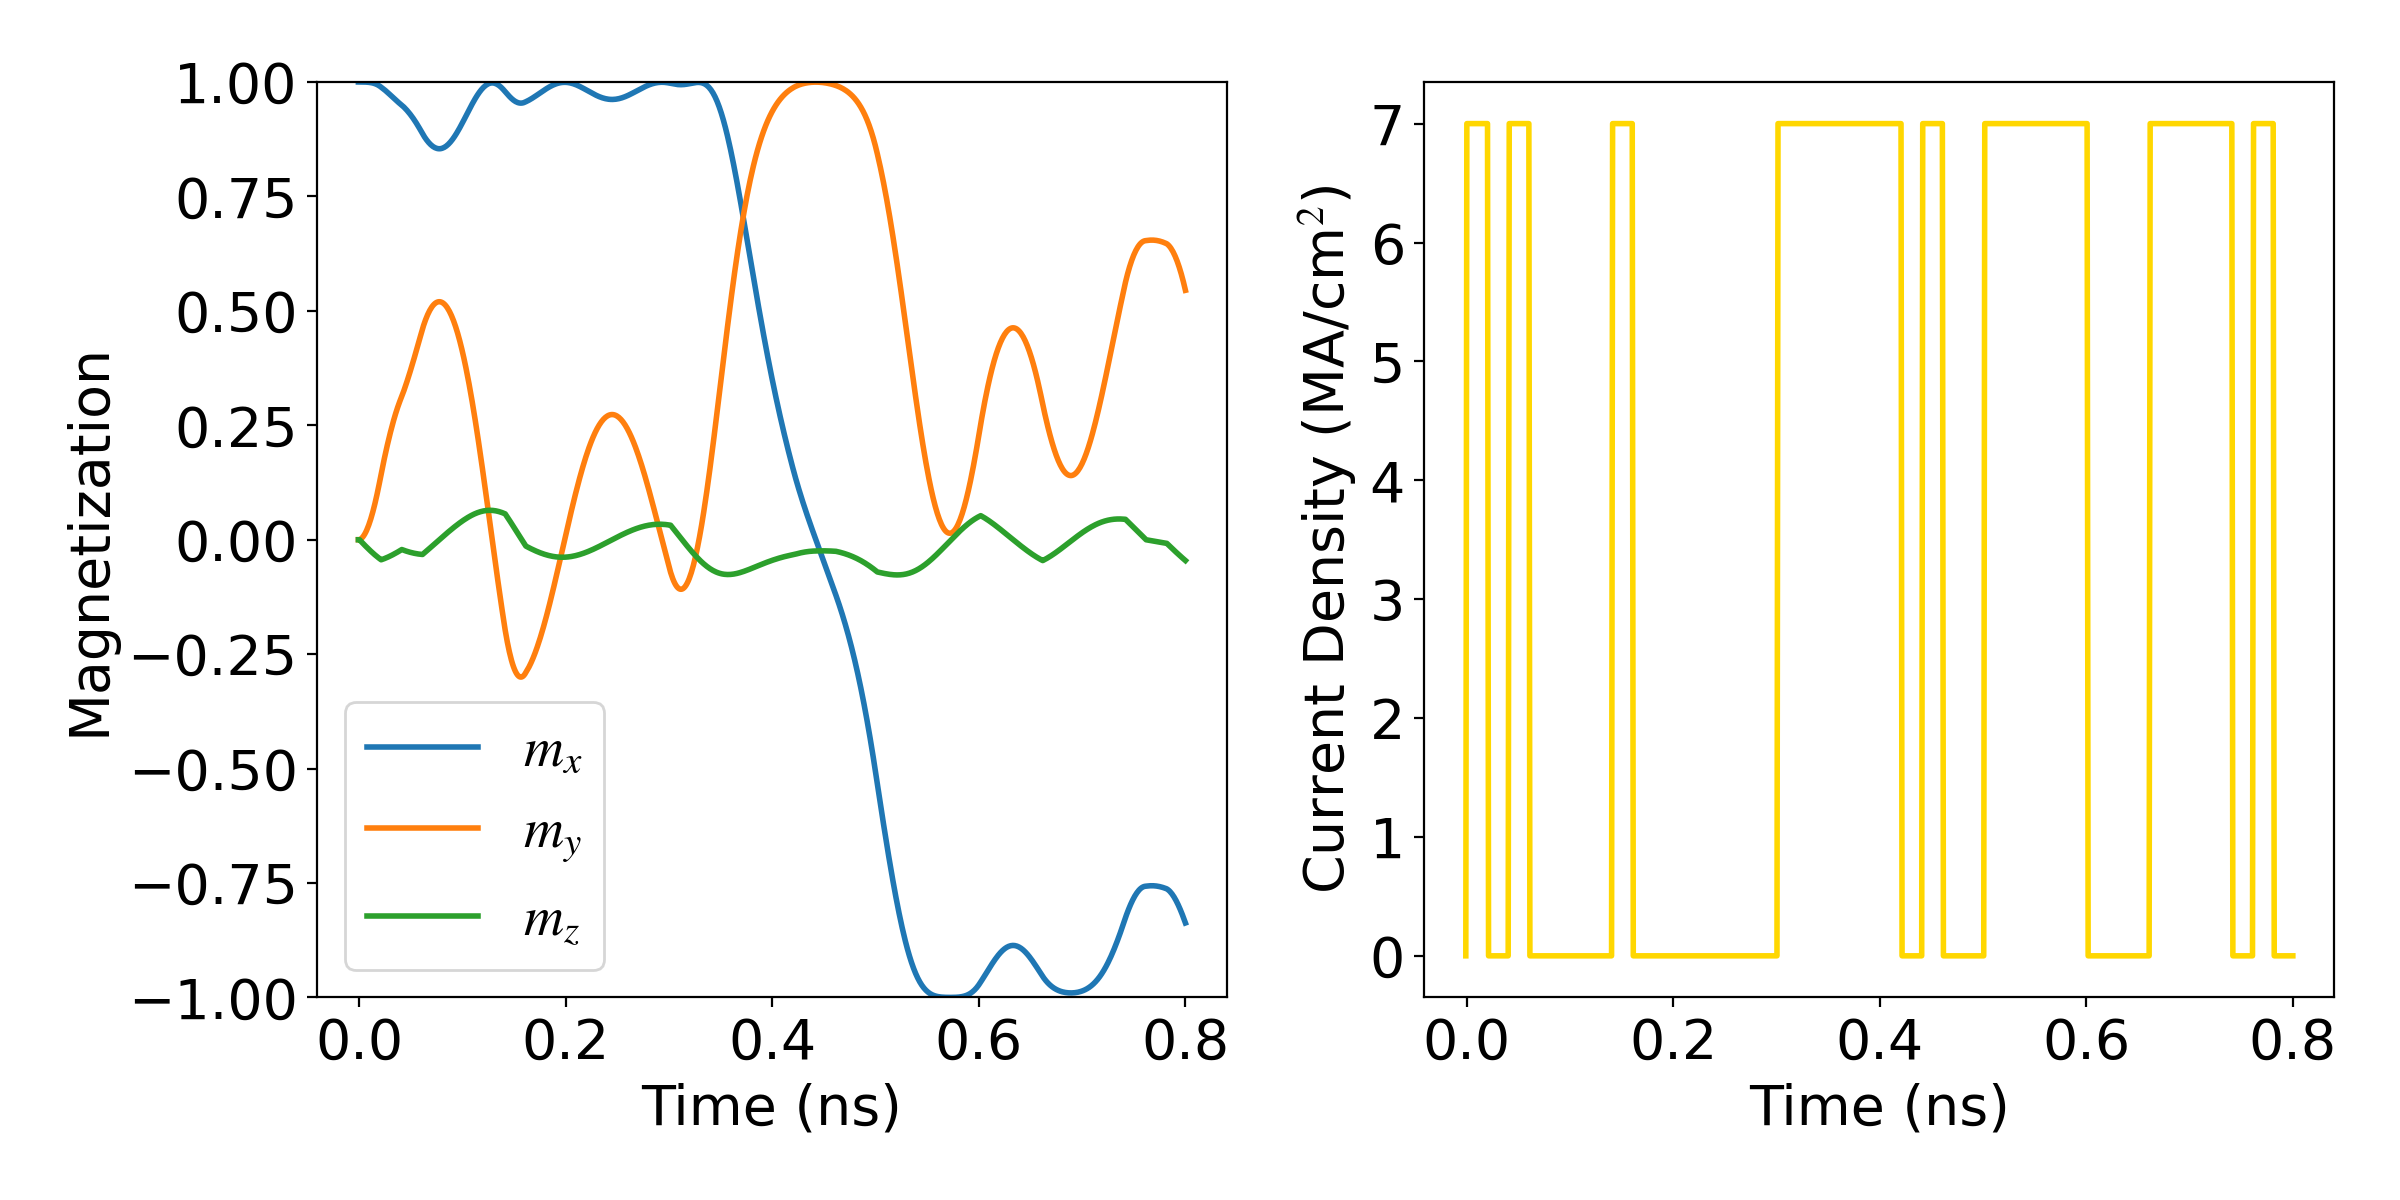 1.00
0.75
0.50
0.25
0.00
−0.25
−0.50
−0.75
−1.00
Magnetization
m_x
m_y
m_z
0.0 0.2 0.4 0.6 0.8
Time (ns)
7
6
5
4
3
2
1
0
Current Density (MA/cm²)
0.0 0.2 0.4 0.6 0.8
Time (ns)